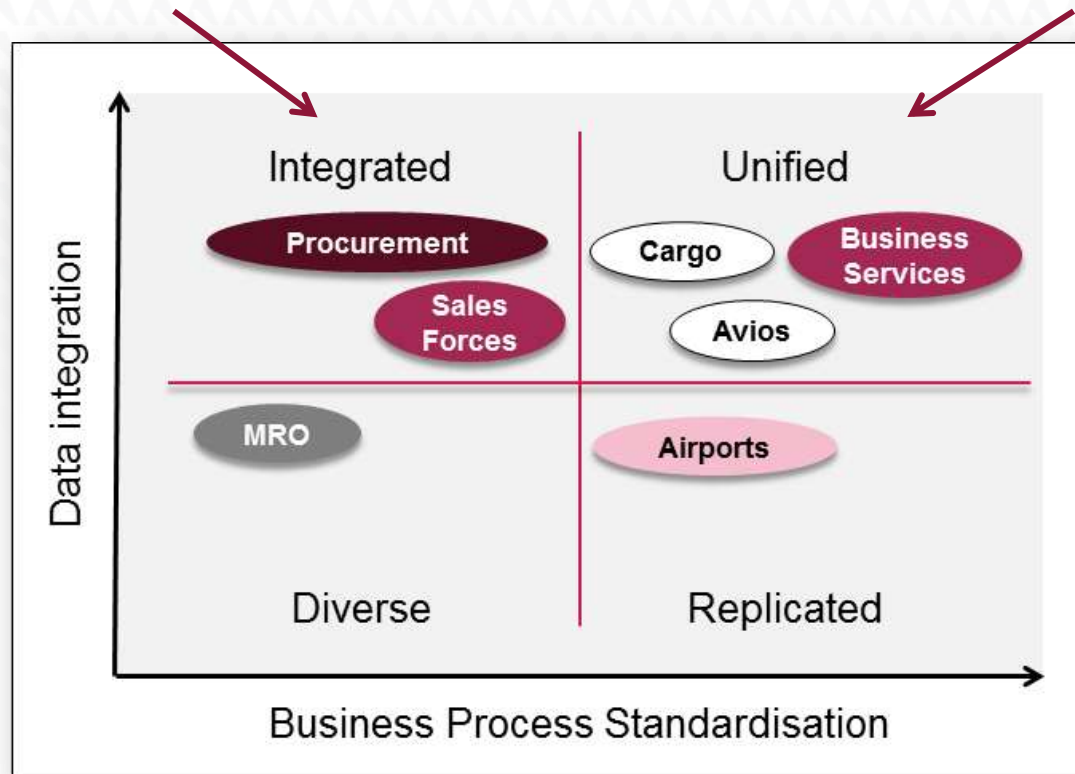 Integrated
Unified
Procurement
Cargo
Business
Services
Sales
Forces
Avios
Data integration
MRO
Airports
Diverse
Replicated
Business Process Standardisation